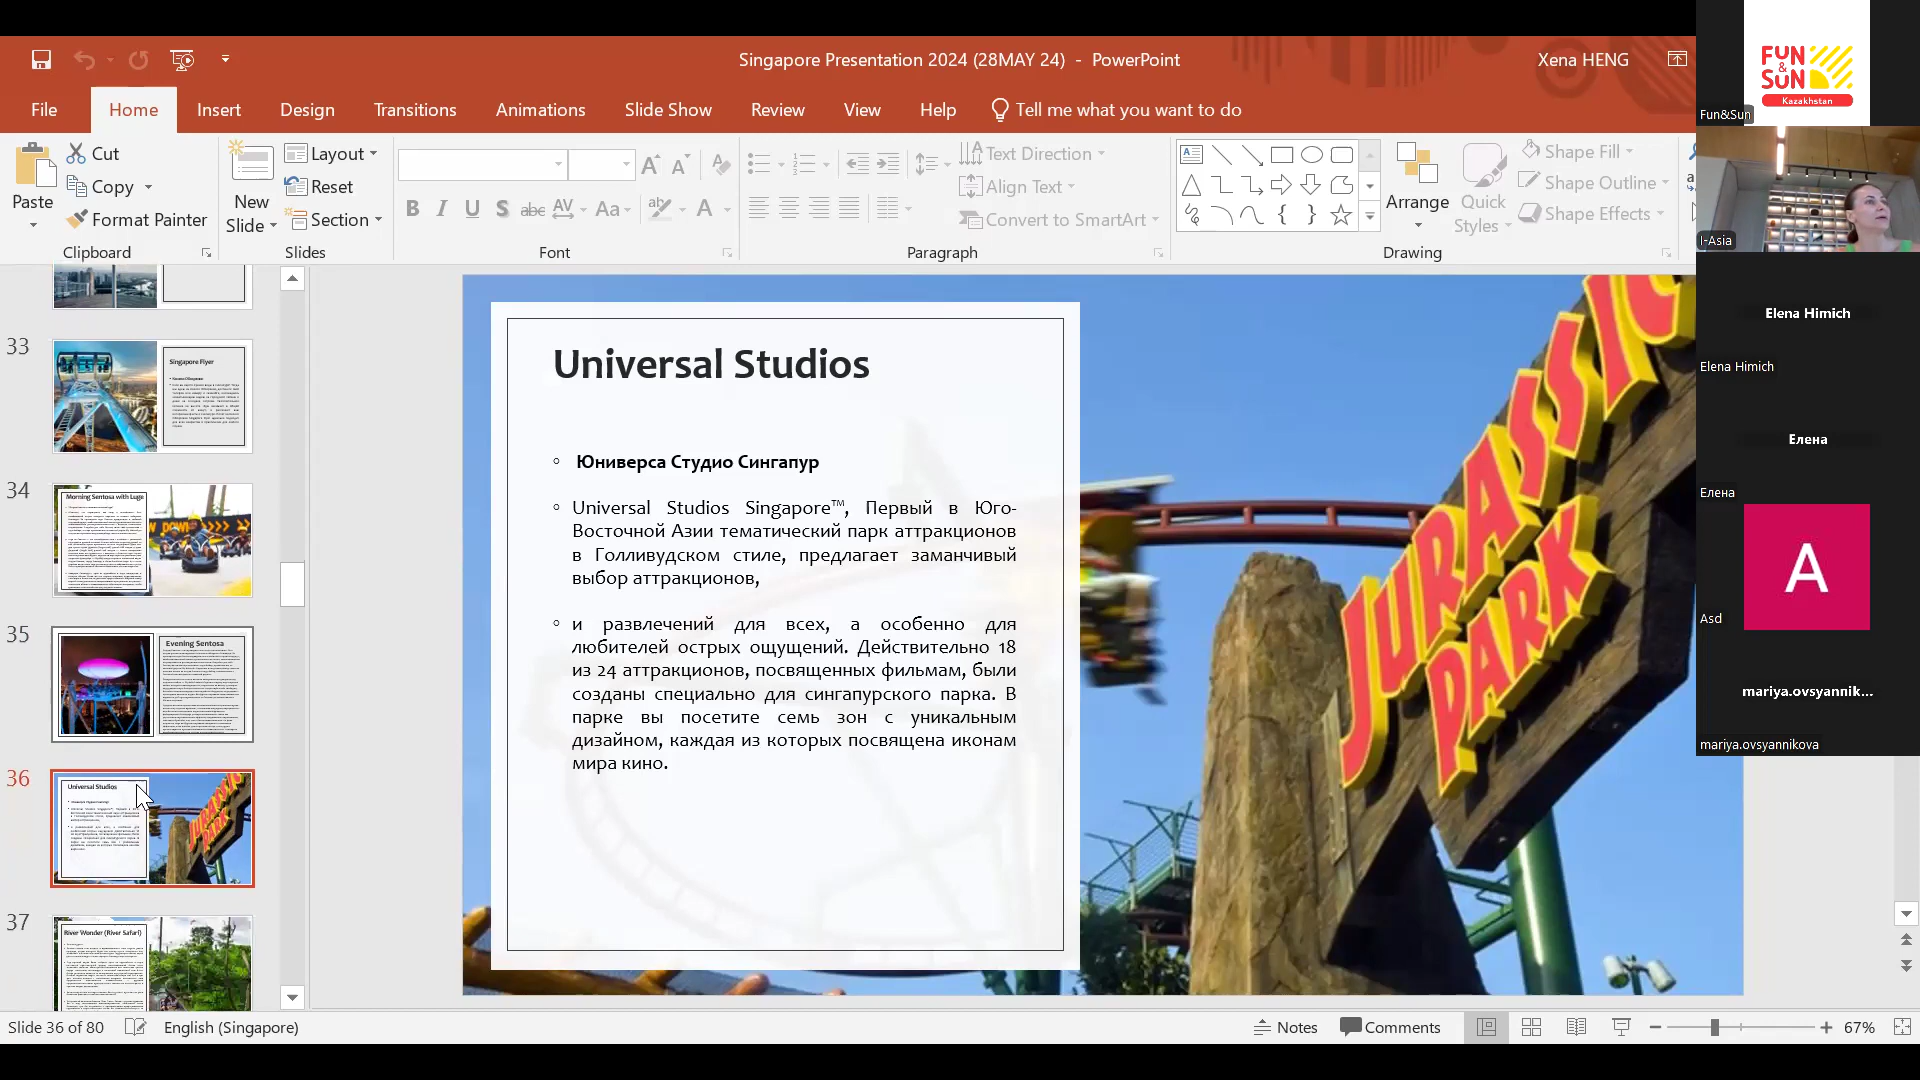 Singapore Presentation 2024 (28MAY 24) - PowerPoint
Xena HENG
File
Home
Insert
Design
Transitions
Animations
Slide Show
Review
View
Help
Tell me what you want to do
Paste
Cut
Copy
Format Painter
Clipboard
New
Slide
Layout
Reset
Section
Slides
B I U S abc AV Aa A
Font
Text Direction
Align Text
Convert to SmartArt
Paragraph
Arrange
Quick
Styles
Shape Fill
Shape Outline
Shape Effects
Drawing
33
Singapore Flyer
34
Morning Sentosa with Luge
35
Evening Sentosa
36
Universal Studios
JURASSIC
PARK
37
River Wonder (River Safari)
Universal Studios
Юниверса Студио Сингапур
Universal Studios Singapore™, Первый в Юго-
Восточной Азии тематический парк аттракционов
в Голливудском стиле, предлагает заманчивый
выбор аттракционов,
и развлечений для всех, а особенно для
любителей острых ощущений. Действительно 18
из 24 аттракционов, посвященных фильмам, были
созданы специально для сингапурского парка. В
парке вы посетите семь зон с уникальным
дизайном, каждая из которых посвящена иконам
мира кино.
JURASSIC
PARK
FUN
&
SUN
Kazakhstan
Fun&Sun
I-Asia
Elena Himich
Elena Himich
Елена
Елена
A
Asd
mariya.ovsyannik...
mariya.ovsyannikova
Slide 36 of 80
English (Singapore)
Notes
Comments
67%